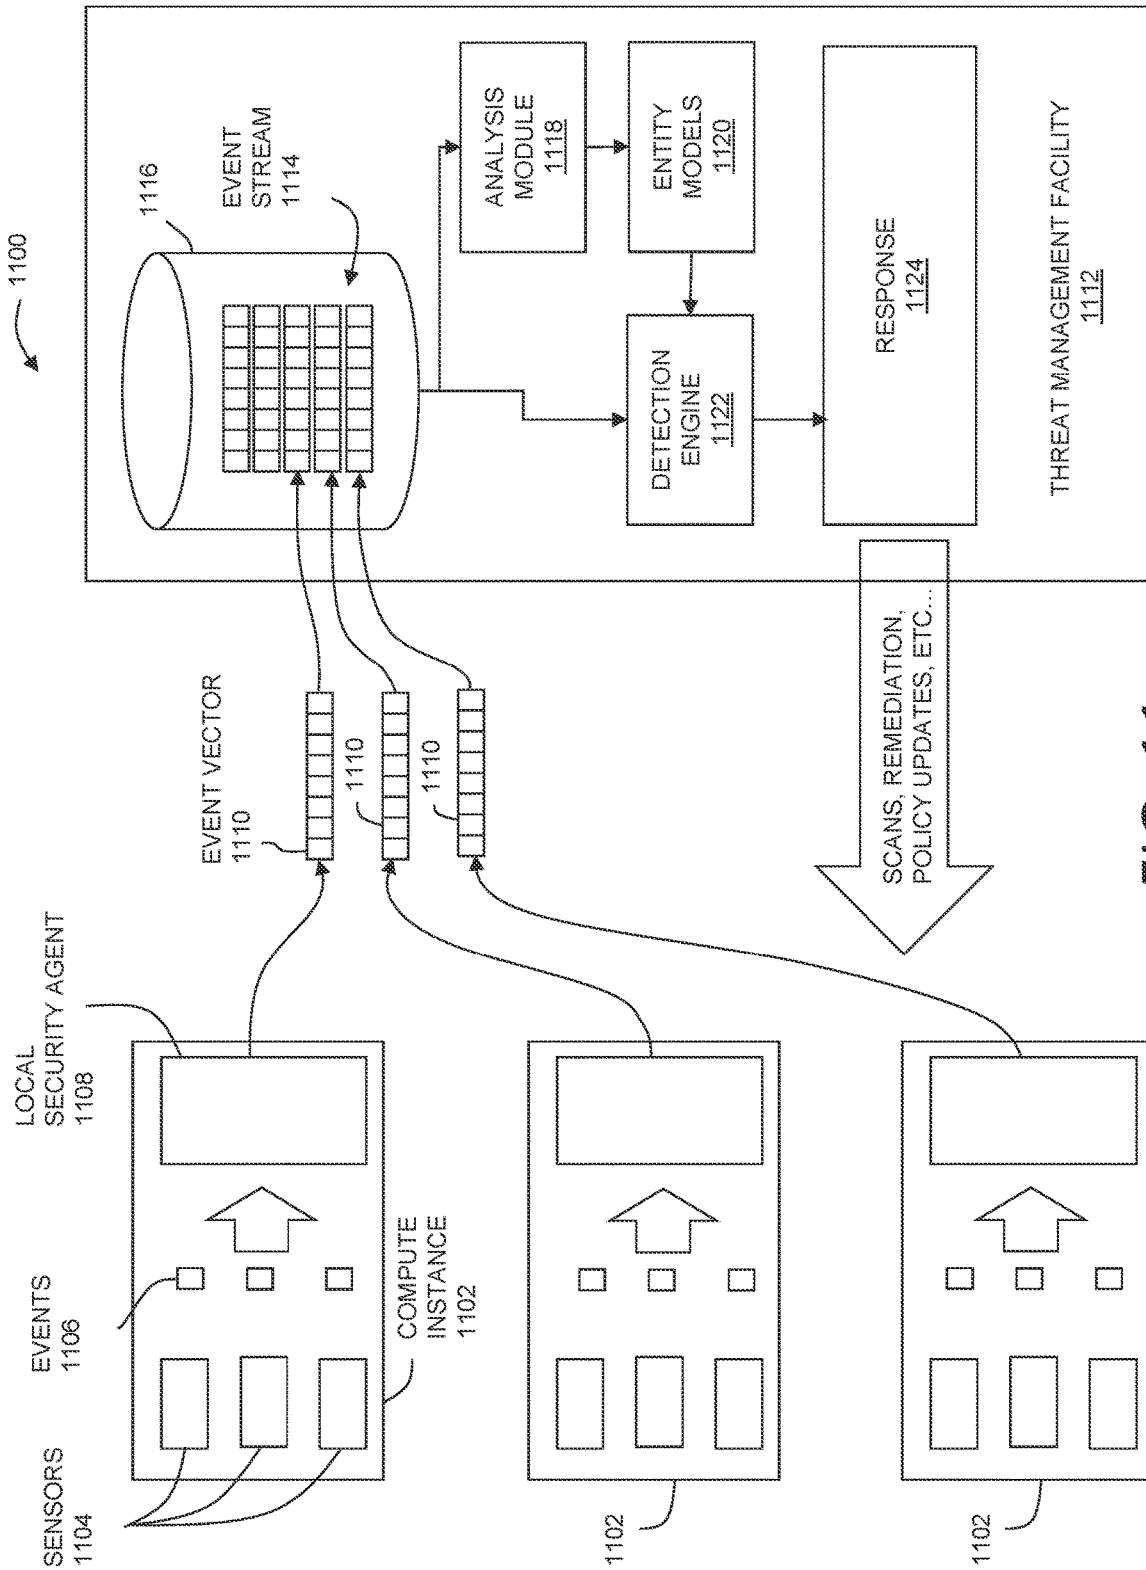 1100
SENSORS
1104
EVENTS
1106
LOCAL
SECURITY AGENT
1108
COMPUTE
INSTANCE
1102
1102
1102
EVENT VECTOR
1110
1110
1110
1116
EVENT
STREAM
1114
ANALYSIS
MODULE
1118
ENTITY
MODELS
1120
DETECTION
ENGINE
1122
RESPONSE
1124
THREAT MANAGEMENT FACILITY
1112
SCANS, REMEDIATION,
POLICY UPDATES, ETC...